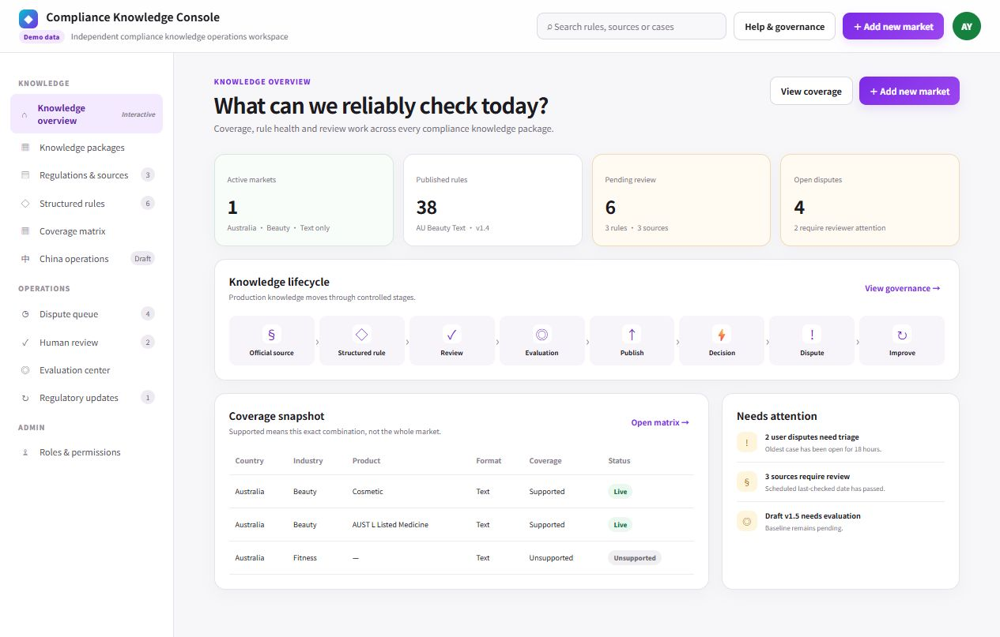 Compliance Knowledge Console
Demo data Independent compliance knowledge operations workspace
Search rules, sources or cases
Help & governance
+ Add new market
AY
KNOWLEDGE
Knowledge overview Interactive
Knowledge packages
Regulations & sources 3
Structured rules 6
Coverage matrix
中 China operations Draft
OPERATIONS
Dispute queue 4
✓ Human review 2
◎ Evaluation center
↻ Regulatory updates 1
ADMIN
Roles & permissions
KNOWLEDGE OVERVIEW
What can we reliably check today?
Coverage, rule health and review work across every compliance knowledge package.
View coverage
+ Add new market
Active markets
1
Australia • Beauty • Text only
Published rules
38
AU Beauty Text • v1.4
Pending review
6
3 rules • 3 sources
Open disputes
4
2 require reviewer attention
Knowledge lifecycle
Production knowledge moves through controlled stages.
View governance →
§ Official source
◇ Structured rule
✓ Review
◎ Evaluation
↑ Publish
⚡ Decision
! Dispute
↻ Improve
Coverage snapshot
Supported means this exact combination, not the whole market.
Open matrix →
Country Industry Product Format Coverage Status
Australia Beauty Cosmetic Text Supported Live
Australia Beauty AUST L Listed Medicine Text Supported Live
Australia Fitness — Text Unsupported Unsupported
Needs attention
! 2 user disputes need triage
Oldest case has been open for 18 hours.
§ 3 sources require review
Scheduled last-checked date has passed.
◎ Draft v1.5 needs evaluation
Baseline remains pending.